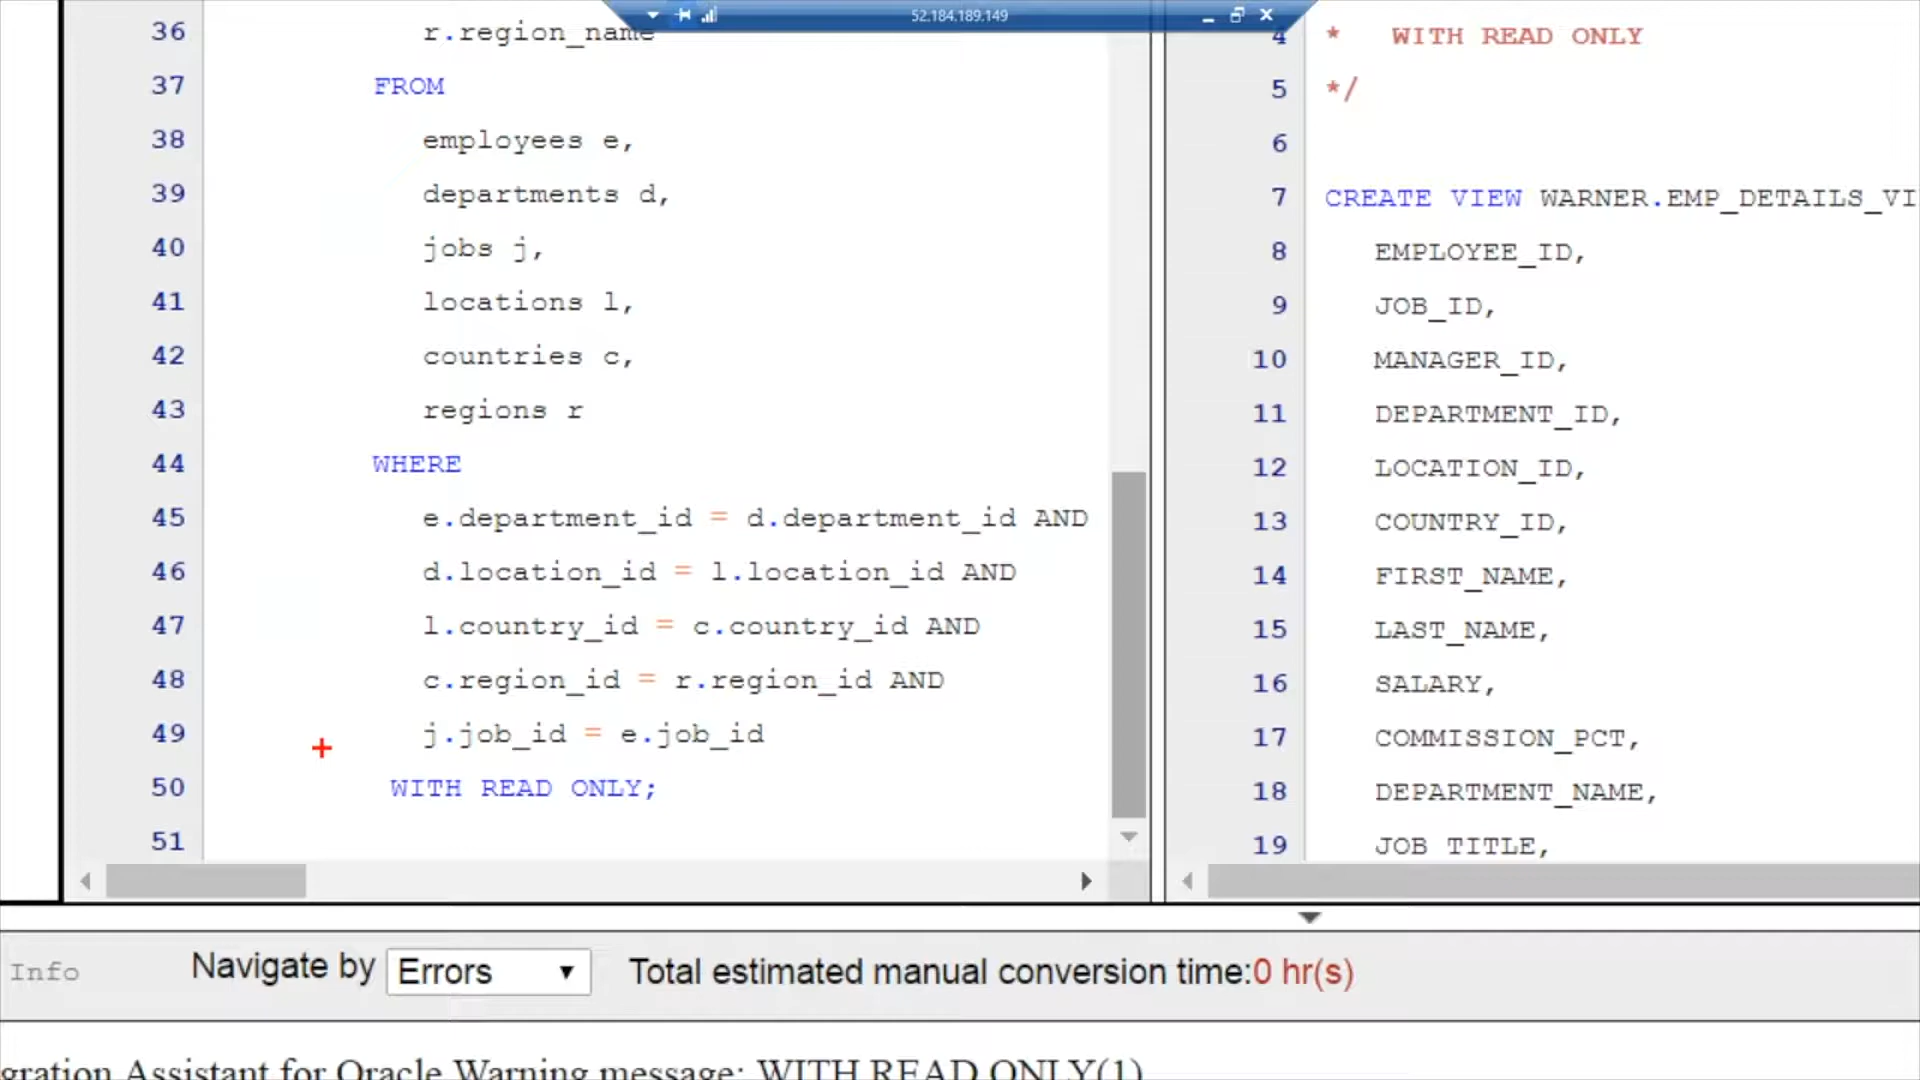 52.184.189.149
36 r.region_name
37 FROM
38 employees e,
39 departments d,
40 jobs j,
41 locations l,
42 countries c,
43 regions r
44 WHERE
45 e.department_id = d.department_id AND
46 d.location_id = l.location_id AND
47 l.country_id = c.country_id AND
48 c.region_id = r.region_id AND
49 j.job_id = e.job_id
50 WITH READ ONLY;
51
4 * WITH READ ONLY
5 */
6
7 CREATE VIEW WARNER.EMP_DETAILS_VI
8 EMPLOYEE_ID,
9 JOB_ID,
10 MANAGER_ID,
11 DEPARTMENT_ID,
12 LOCATION_ID,
13 COUNTRY_ID,
14 FIRST_NAME,
15 LAST_NAME,
16 SALARY,
17 COMMISSION_PCT,
18 DEPARTMENT_NAME,
19 JOB_TITLE,
Info Navigate by Errors Total estimated manual conversion time:0 hr(s)
gration Assistant for Oracle Warning message: WITH READ ONLY(1)